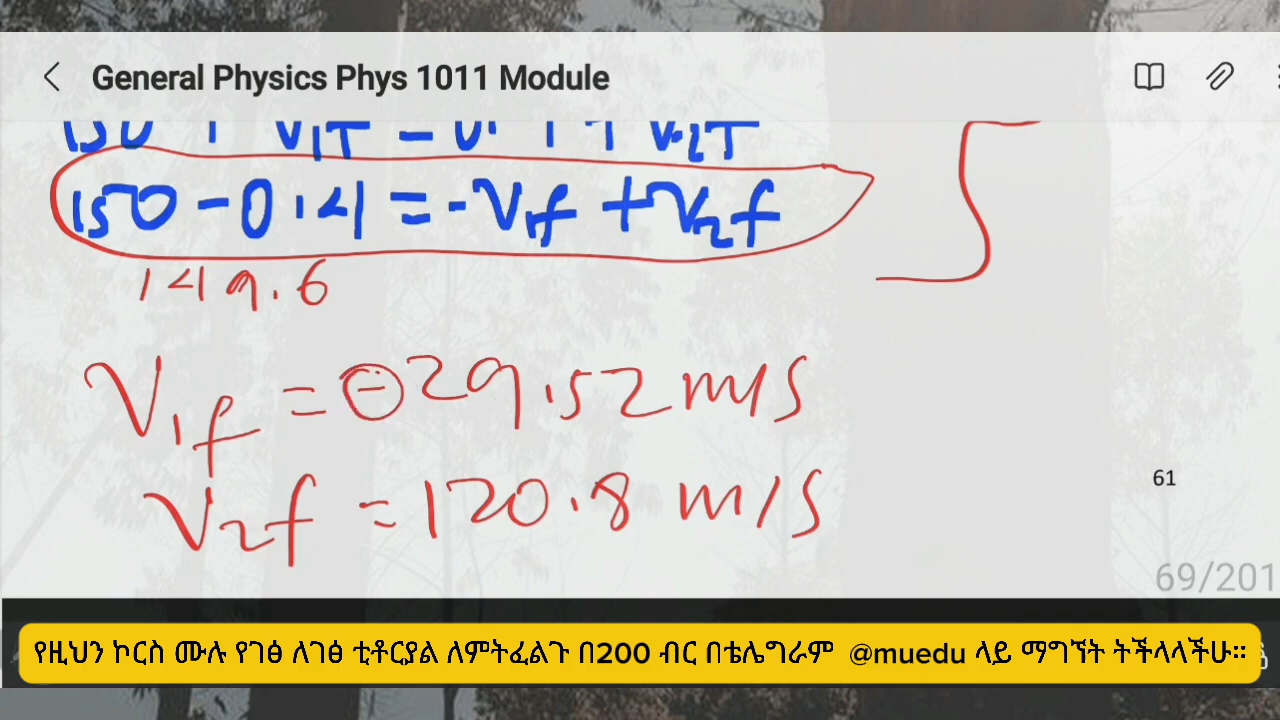 General Physics Phys 1011 Module
150 - 0.4 = -V1f + V2f
149.6
V1f = -29.52 m/s
V2f = 120.8 m/s
61
69/201
የዚህን ኮርስ ሙሉ የገፅ ለገፅ ቲቶርያል ለምትፈልጉ በ200 ብር በቴሌግራም @muedu ላይ ማግኘት ትችላላችሁ።